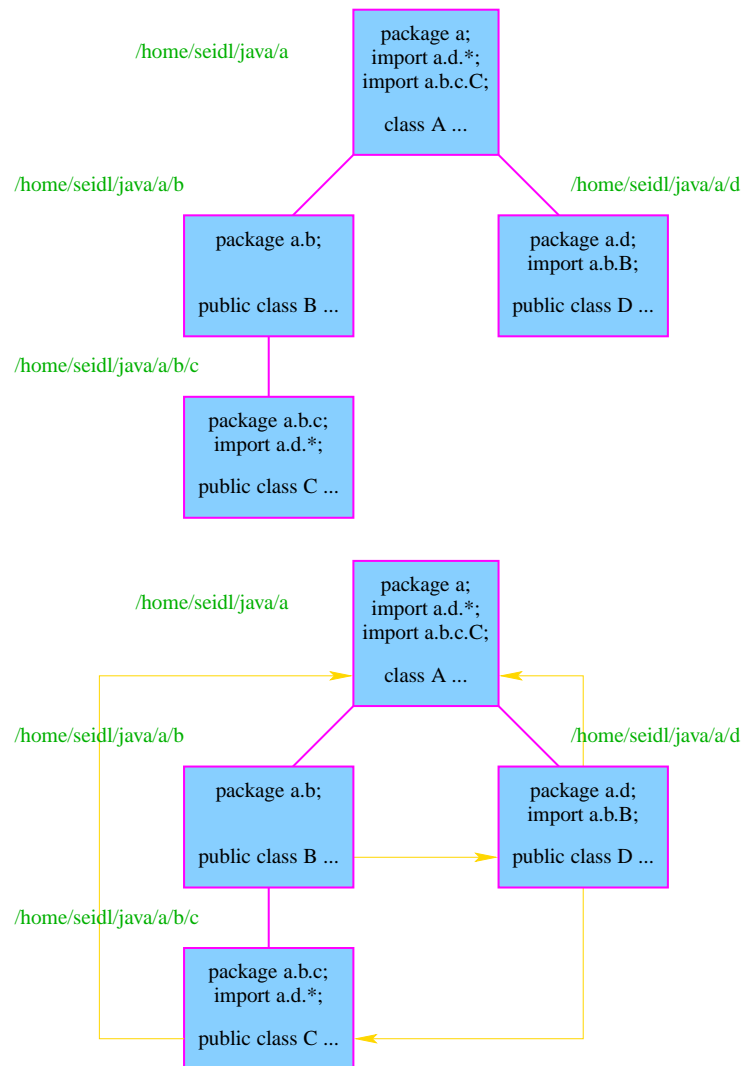 /home/seidl/java/a
package a;
import a.d.*;
import a.b.c.C;
class A ...
/home/seidl/java/a/b
/home/seidl/java/a/d
package a.b;
public class B ...
package a.d;
import a.b.B;
public class D ...
/home/seidl/java/a/b/c
package a.b.c;
import a.d.*;
public class C ...
/home/seidl/java/a
package a;
import a.d.*;
import a.b.c.C;
class A ...
/home/seidl/java/a/b
/home/seidl/java/a/d
package a.b;
public class B ...
package a.d;
import a.b.B;
public class D ...
/home/seidl/java/a/b/c
package a.b.c;
import a.d.*;
public class C ...